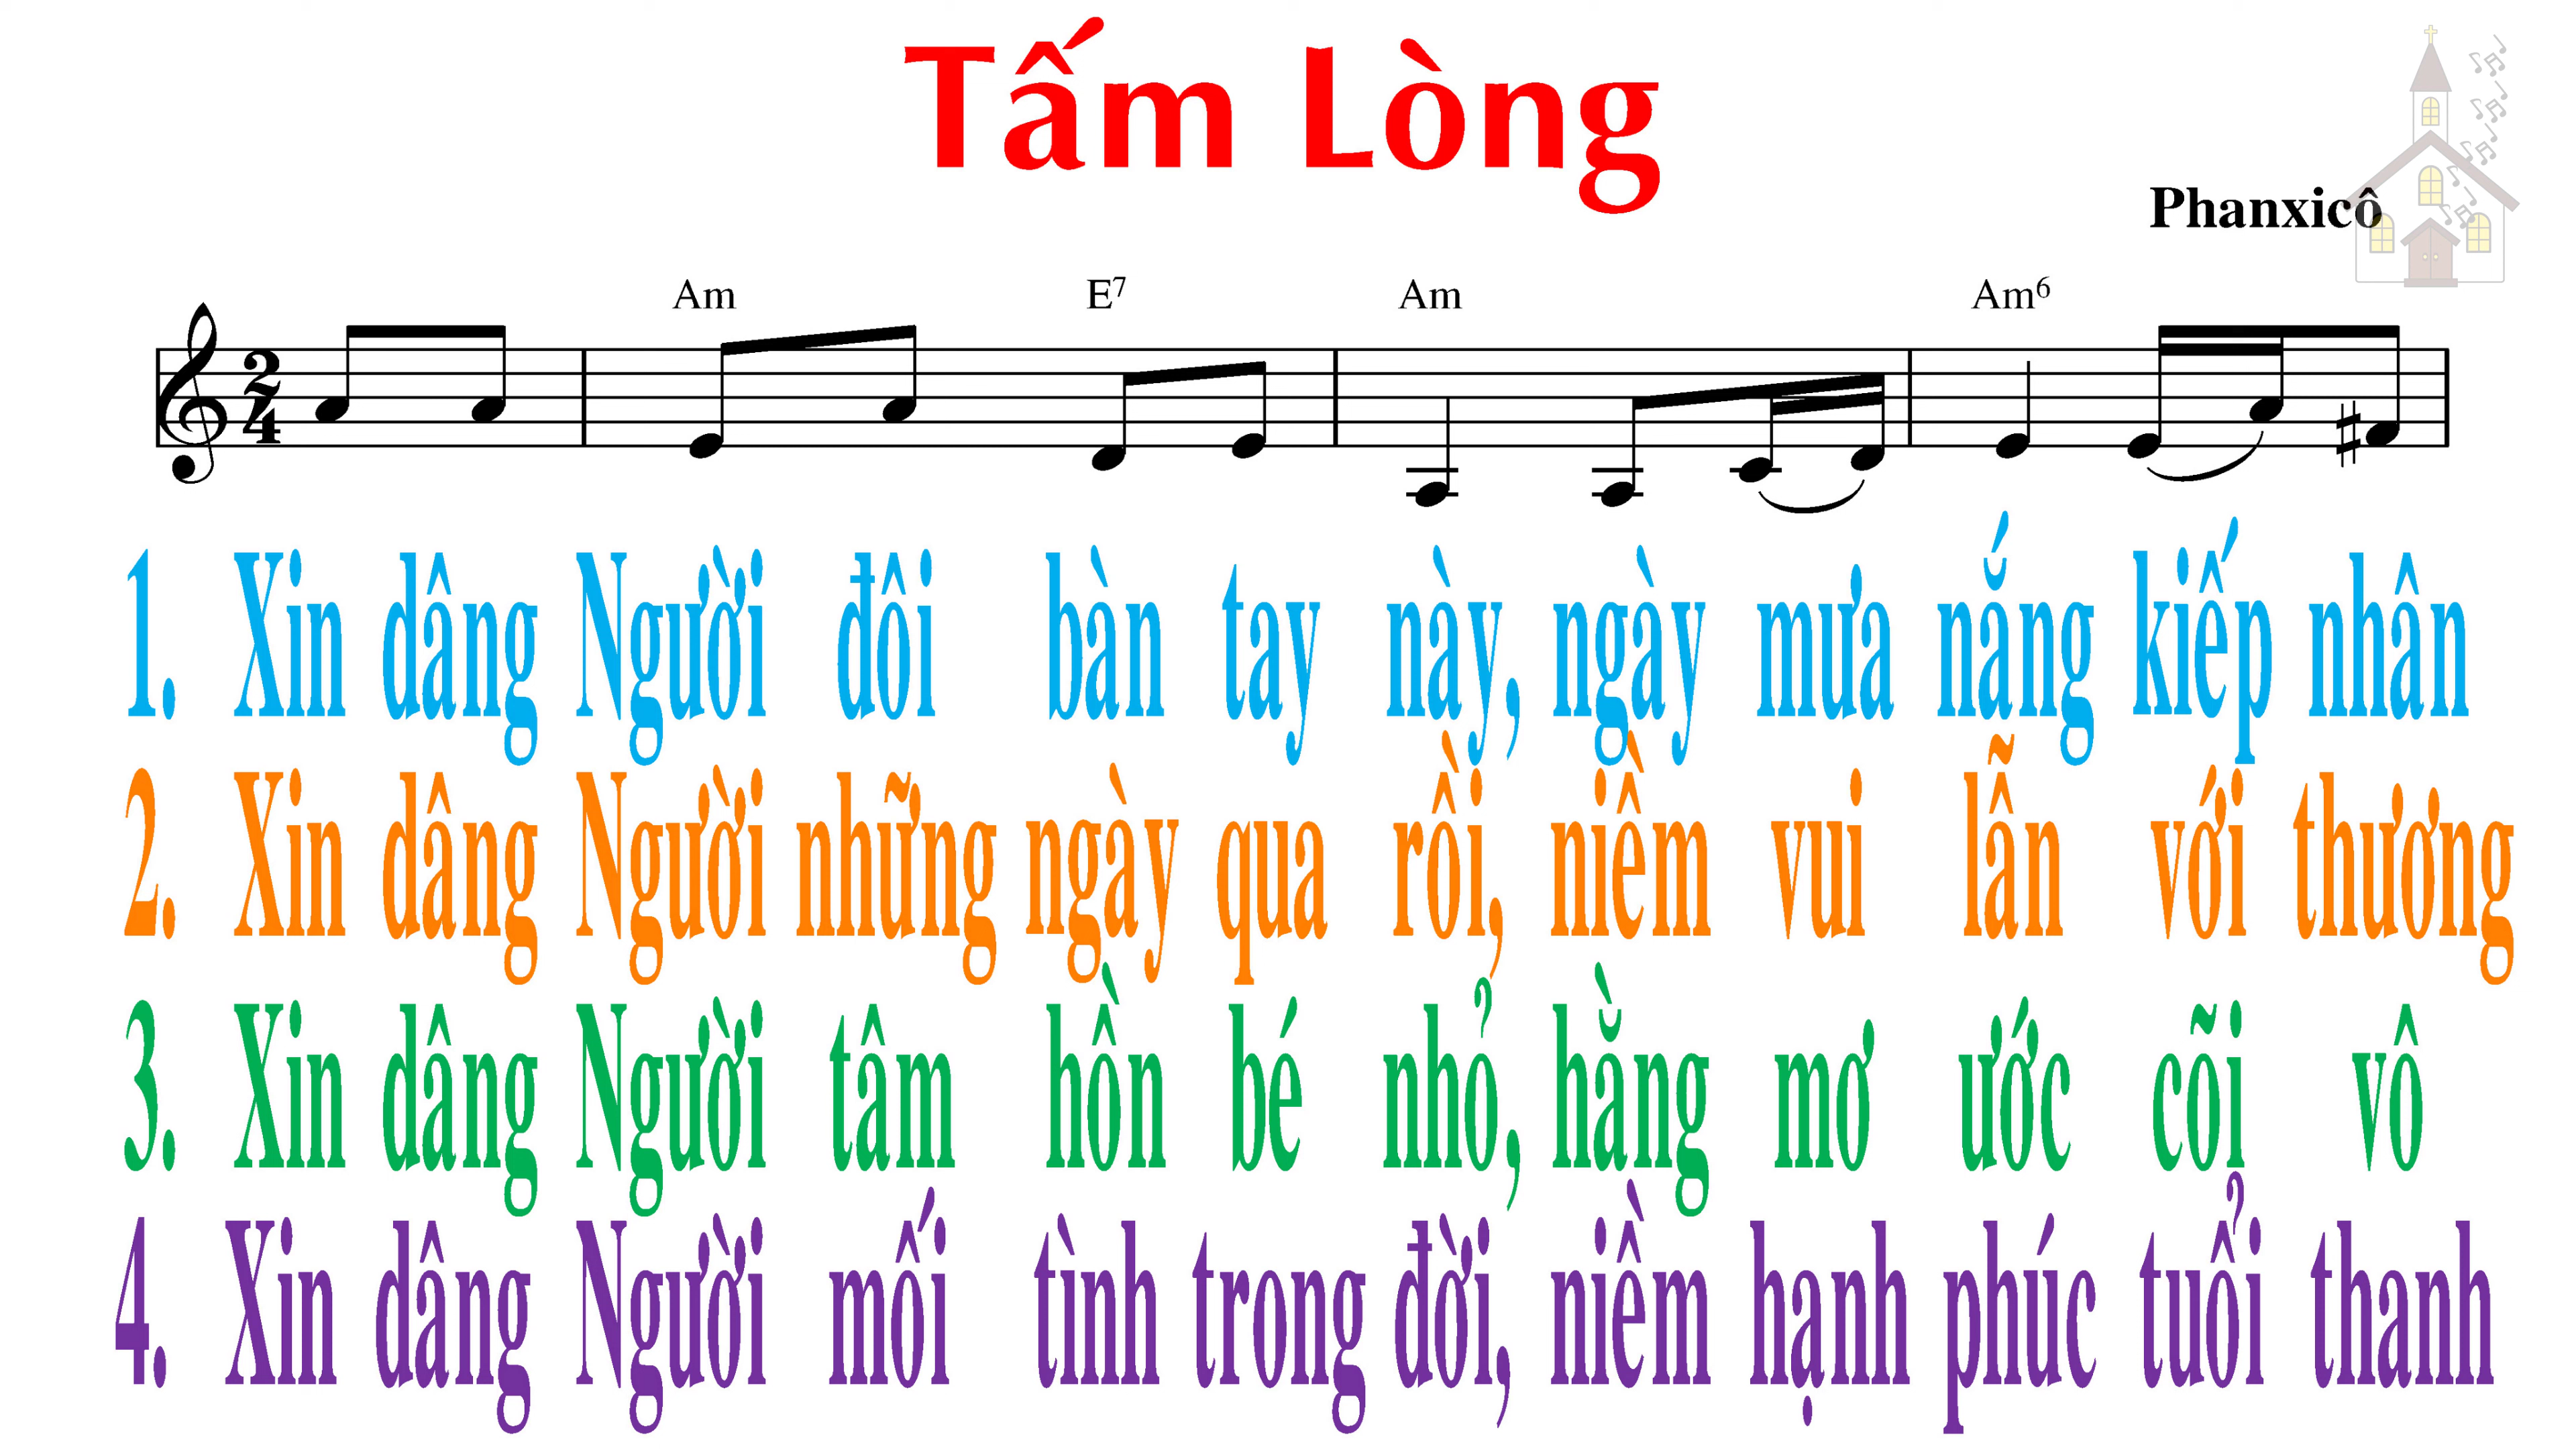 Tấm Lòng
Phanxicô
Am E7 Am Am6
2/4
1. Xin dâng Người đôi bàn tay này, ngày mưa nắng kiếp nhân
2. Xin dâng Người những ngày qua rồi, niềm vui lẫn với thương
3. Xin dâng Người tâm hồn bé nhỏ, hằng mơ ước cõi vô
4. Xin dâng Người mối tình trong đời, niềm hạnh phúc tuổi thanh